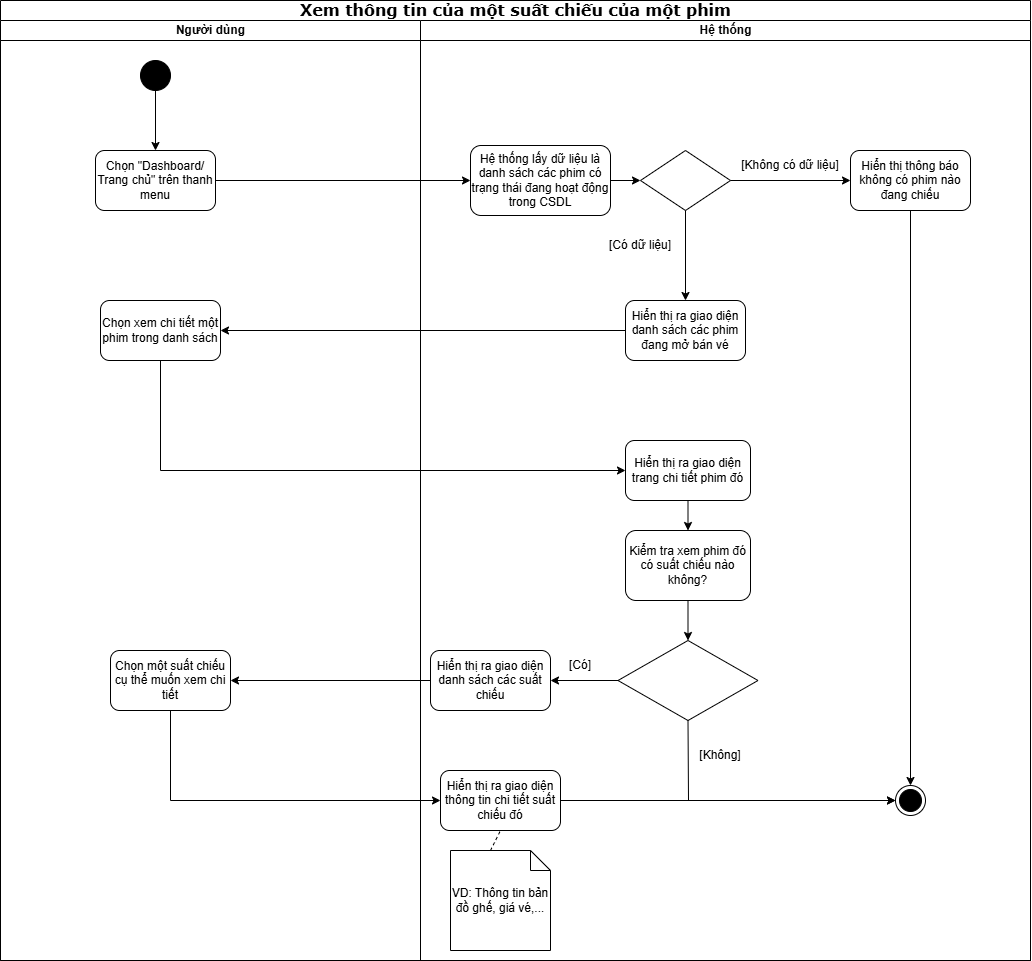 Xem thông tin của một suất chiếu của một phim
Người dùng
Hệ thống
Chọn "Dashboard/
Trang chủ" trên thanh
menu
Hệ thống lấy dữ liệu là
danh sách các phim có
trạng thái đang hoạt động
trong CSDL
[Không có dữ liệu]
Hiển thị thông báo
không có phim nào
đang chiếu
[Có dữ liệu]
Chọn xem chi tiết một
phim trong danh sách
Hiển thị ra giao diện
danh sách các phim
đang mở bán vé
Hiển thị ra giao diện
trang chi tiết phim đó
Kiểm tra xem phim đó
có suất chiếu nào
không?
Chọn một suất chiếu
cụ thể muốn xem chi
tiết
Hiển thị ra giao diện
danh sách các suất
chiếu
[Có]
[Không]
Hiển thị ra giao diện
thông tin chi tiết suất
chiếu đó
VD: Thông tin bản
đồ ghế, giá vé,...